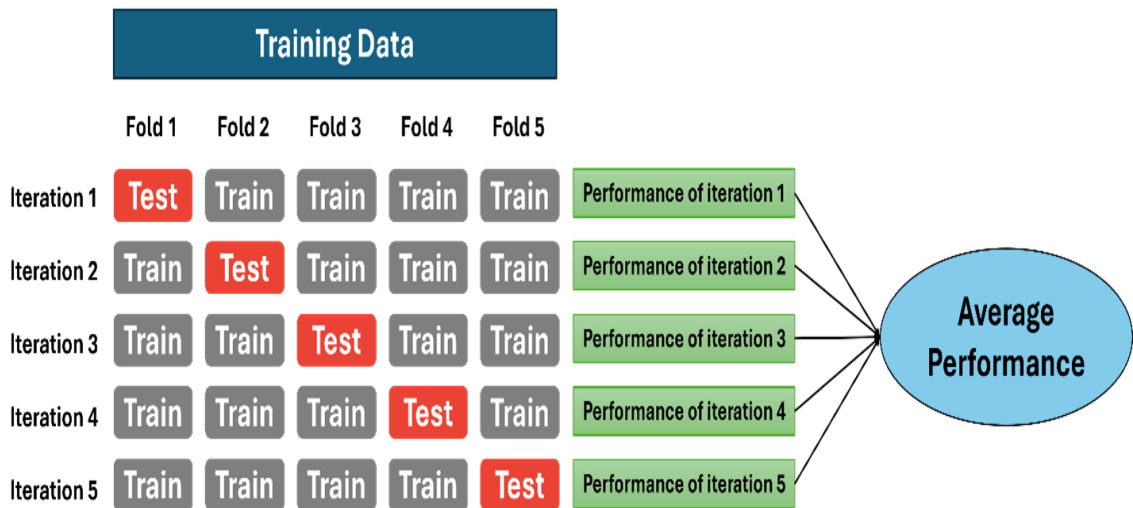 Training Data
Fold 1 Fold 2 Fold 3 Fold 4 Fold 5
Iteration 1 Test Train Train Train Train Performance of iteration 1
Iteration 2 Train Test Train Train Train Performance of iteration 2
Iteration 3 Train Train Test Train Train Performance of iteration 3
Iteration 4 Train Train Train Test Train Performance of iteration 4
Iteration 5 Train Train Train Train Test Performance of iteration 5
Average
Performance